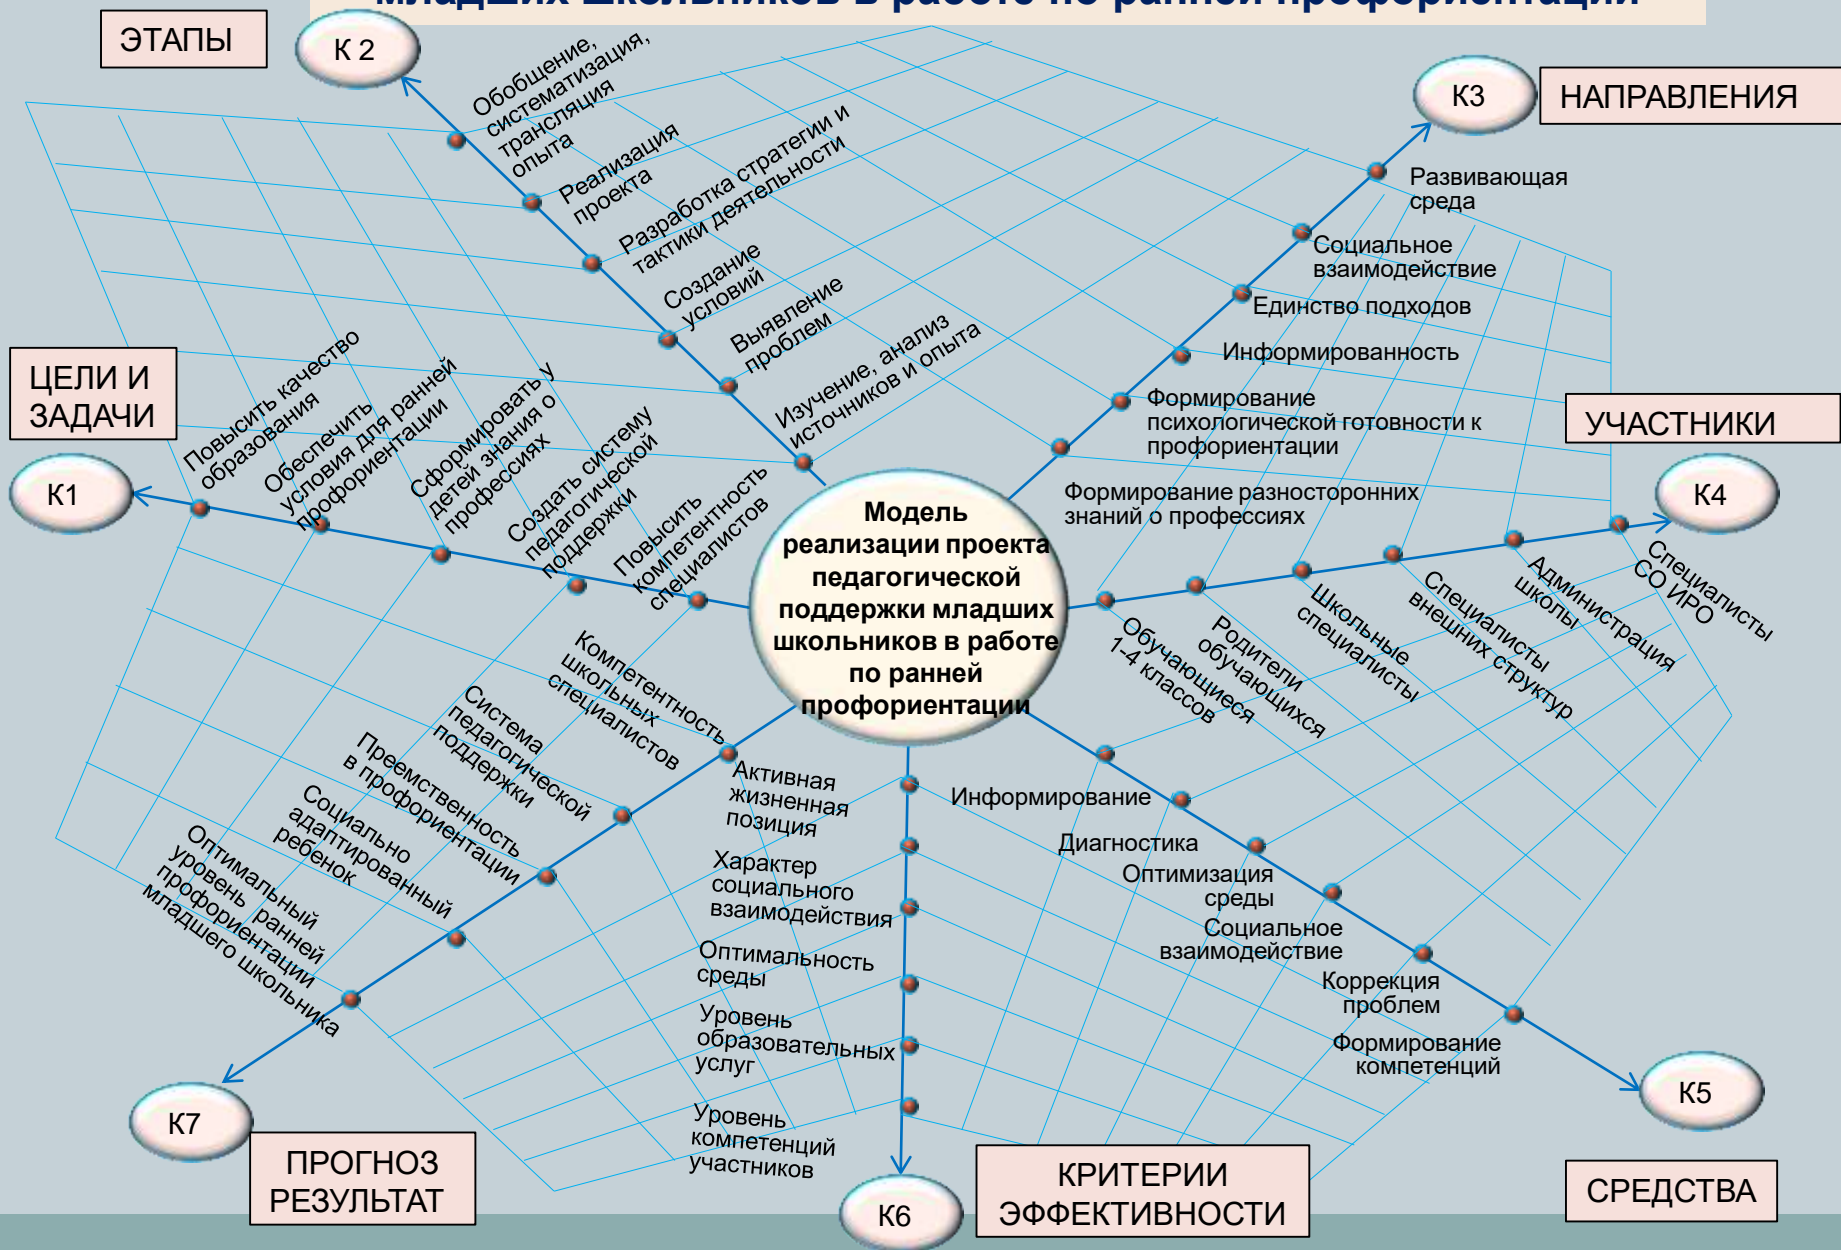 младших школьников в работе по ранней профориентации
ЭТАПЫ
К 2
Обобщение,
систематизация,
трансляция
опыта
Реализация
проекта
Разработка стратегии и
тактики деятельности
Создание
условий
Выявление
проблем
Изучение, анализ
источников и опыта
К3
НАПРАВЛЕНИЯ
Развивающая
среда
Социальное
взаимодействие
Единство подходов
Информированность
Формирование
психологической готовности к
профориентации
Формирование разносторонних
знаний о профессиях
ЦЕЛИ И
ЗАДАЧИ
К1
Повысить качество
образования
Обеспечить
условия для ранней
профориентации
Сформировать у
детей знания о
профессиях
Создать систему
педагогической
поддержки
Повысить
компетентность
специалистов
Модель
реализации проекта
педагогической
поддержки младших
школьников в работе
по ранней
профориентации
УЧАСТНИКИ
К4
Обучающиеся
1-4 классов
Родители
обучающихся
Школьные
специалисты
Специалисты
внешних структур
Администрация
школы
Специалисты
СО ИРО
Компетентность
школьных
специалистов
Система
педагогической
поддержки
Преемственность
в профориентации
Социально
адаптированный
ребенок
Оптимальный
уровень ранней
профориентации
младшего школьника
К7
ПРОГНОЗ
РЕЗУЛЬТАТ
Активная
жизненная
позиция
Характер
социального
взаимодействия
Оптимальность
среды
Уровень
образовательных
услуг
Уровень
компетенций
участников
К6
КРИТЕРИИ
ЭФФЕКТИВНОСТИ
Информирование
Диагностика
Оптимизация
среды
Социальное
взаимодействие
Коррекция
проблем
Формирование
компетенций
К5
СРЕДСТВА